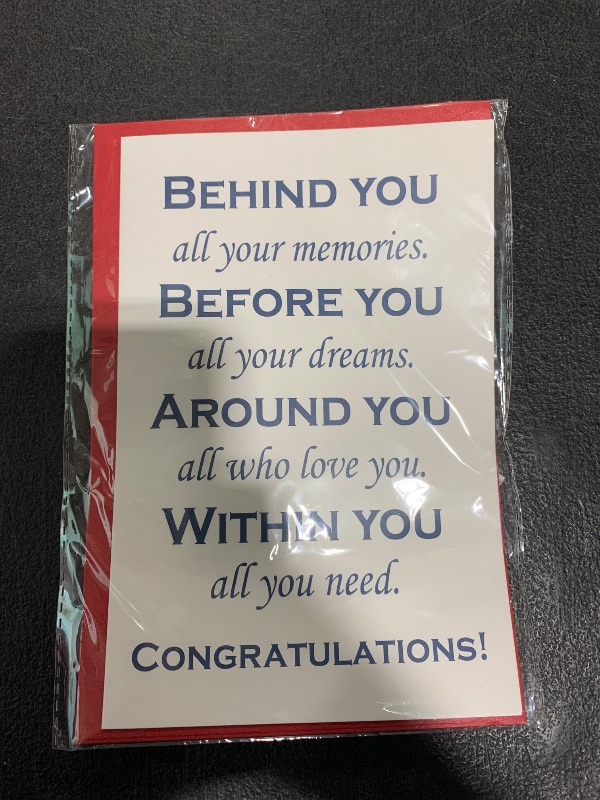 BEHIND YOU
all your memories.
BEFORE YOU
all your dreams.
AROUND YOU
all who love you.
WITHIN YOU
all you need.
CONGRATULATIONS!